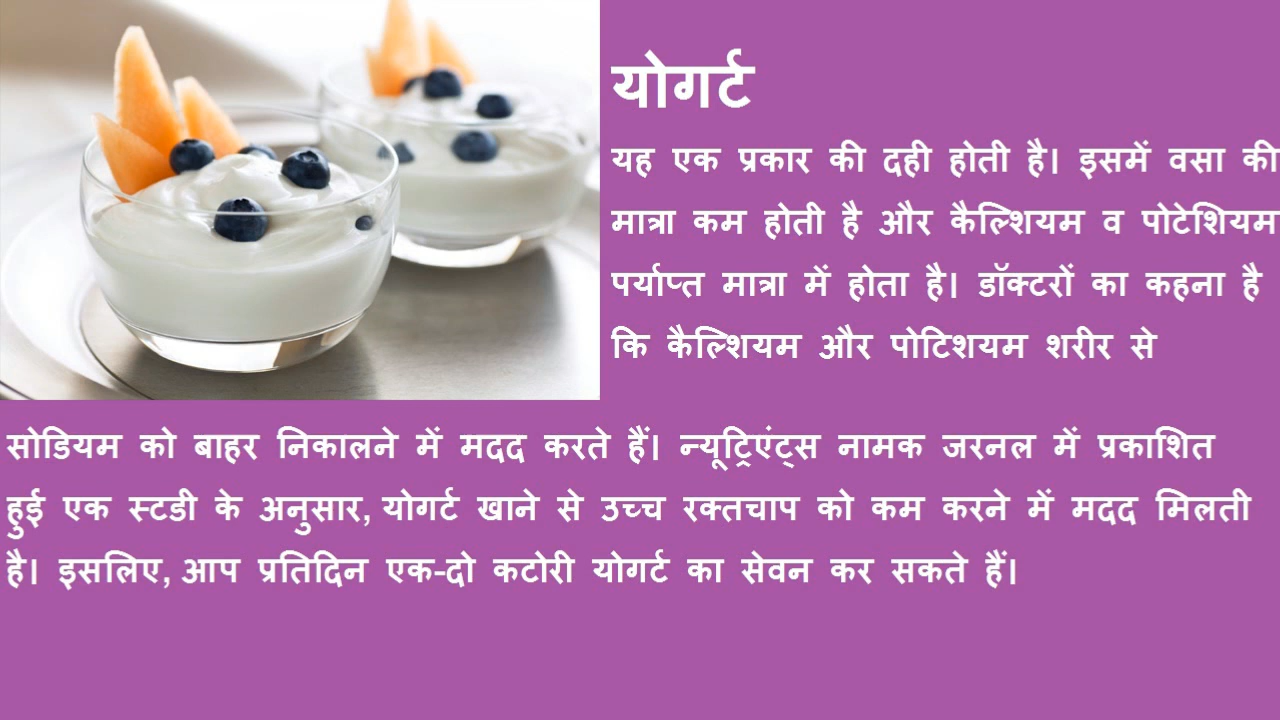 योगर्ट
यह एक प्रकार की दही होती है। इसमें वसा की
मात्रा कम होती है और कैल्शियम व पोटेशियम
पर्याप्त मात्रा में होता है। डॉक्टरों का कहना है
कि कैल्शियम और पोटिशयम शरीर से
सोडियम को बाहर निकालने में मदद करते हैं। न्यूट्रिएंट्स नामक जरनल में प्रकाशित
हुई एक स्टडी के अनुसार, योगर्ट खाने से उच्च रक्तचाप को कम करने में मदद मिलती
है। इसलिए, आप प्रतिदिन एक-दो कटोरी योगर्ट का सेवन कर सकते हैं।